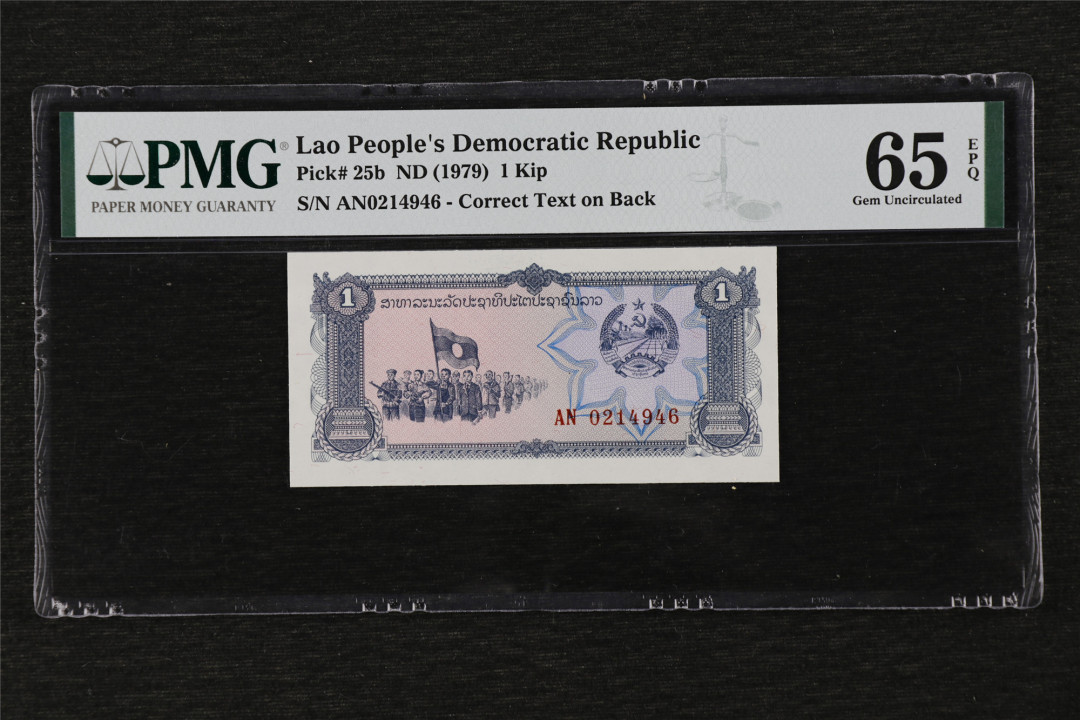 PMG®
PAPER MONEY GUARANTY
Lao People's Democratic Republic
Pick# 25b ND (1979) 1 Kip
S/N AN0214946 - Correct Text on Back
65
EPQ
Gem Uncirculated
1
ສາທາລະນະລັດປະຊາທິປະໄຕປະຊາຊົນລາວ
1
AN 0214946